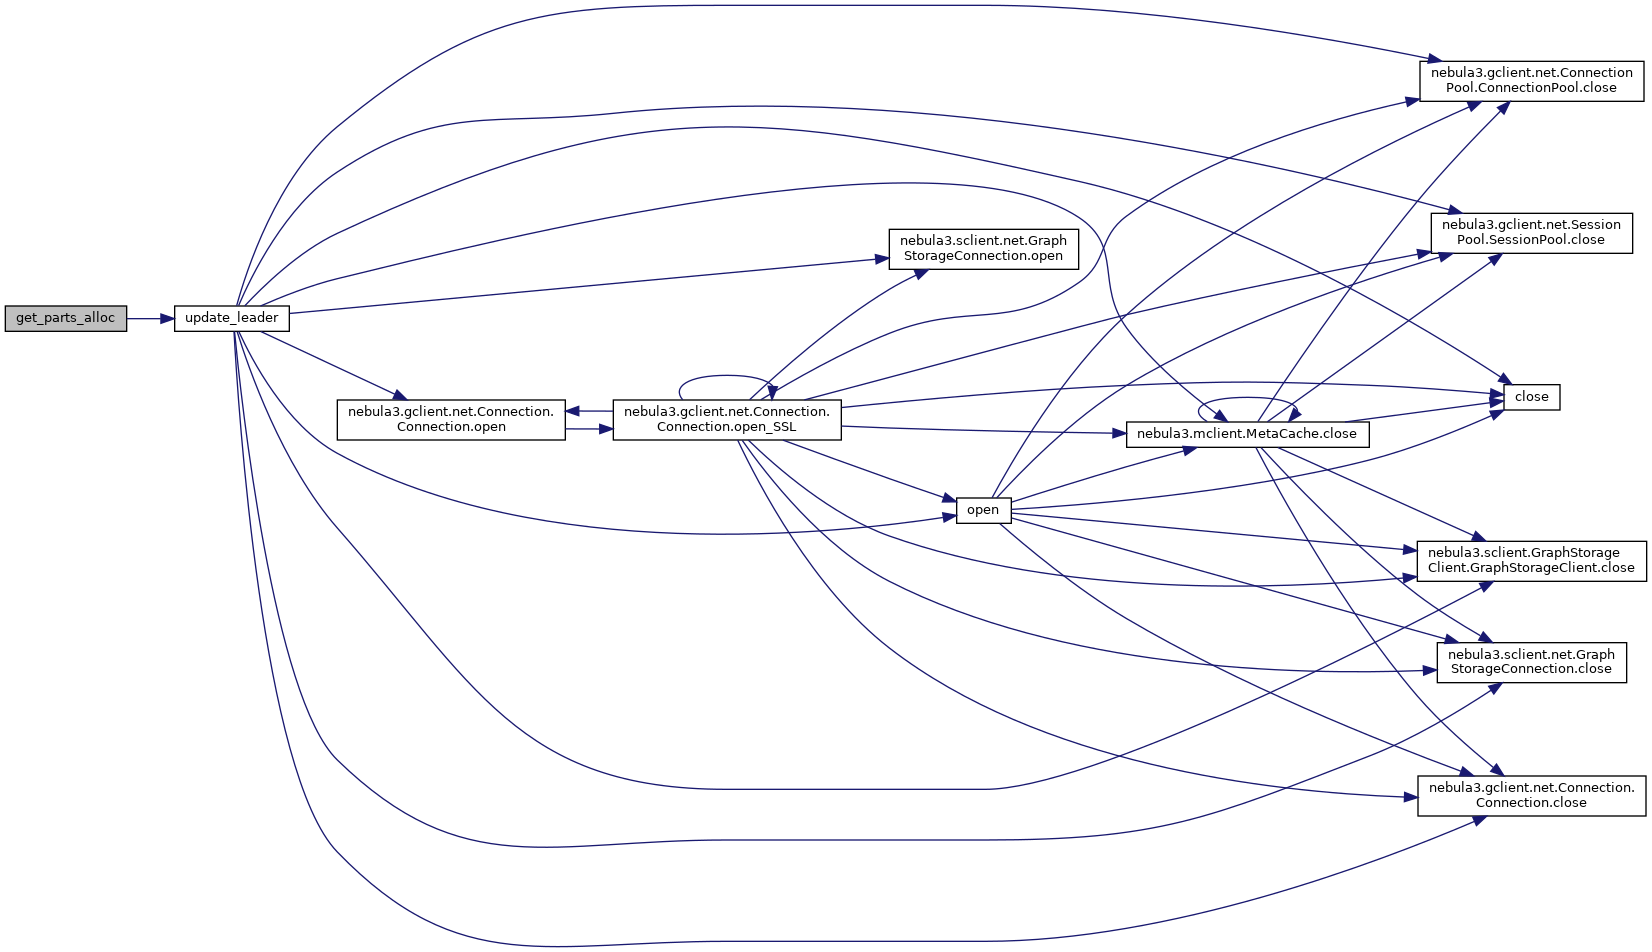 nebula3.gclient.net.Connection
Pool.ConnectionPool.close
nebula3.gclient.net.Session
Pool.SessionPool.close
nebula3.sclient.net.Graph
StorageConnection.open
get_parts_alloc
update_leader
close
nebula3.gclient.net.Connection.
Connection.open
nebula3.gclient.net.Connection.
Connection.open_SSL
nebula3.mclient.MetaCache.close
open
nebula3.sclient.GraphStorage
Client.GraphStorageClient.close
nebula3.sclient.net.Graph
StorageConnection.close
nebula3.gclient.net.Connection.
Connection.close